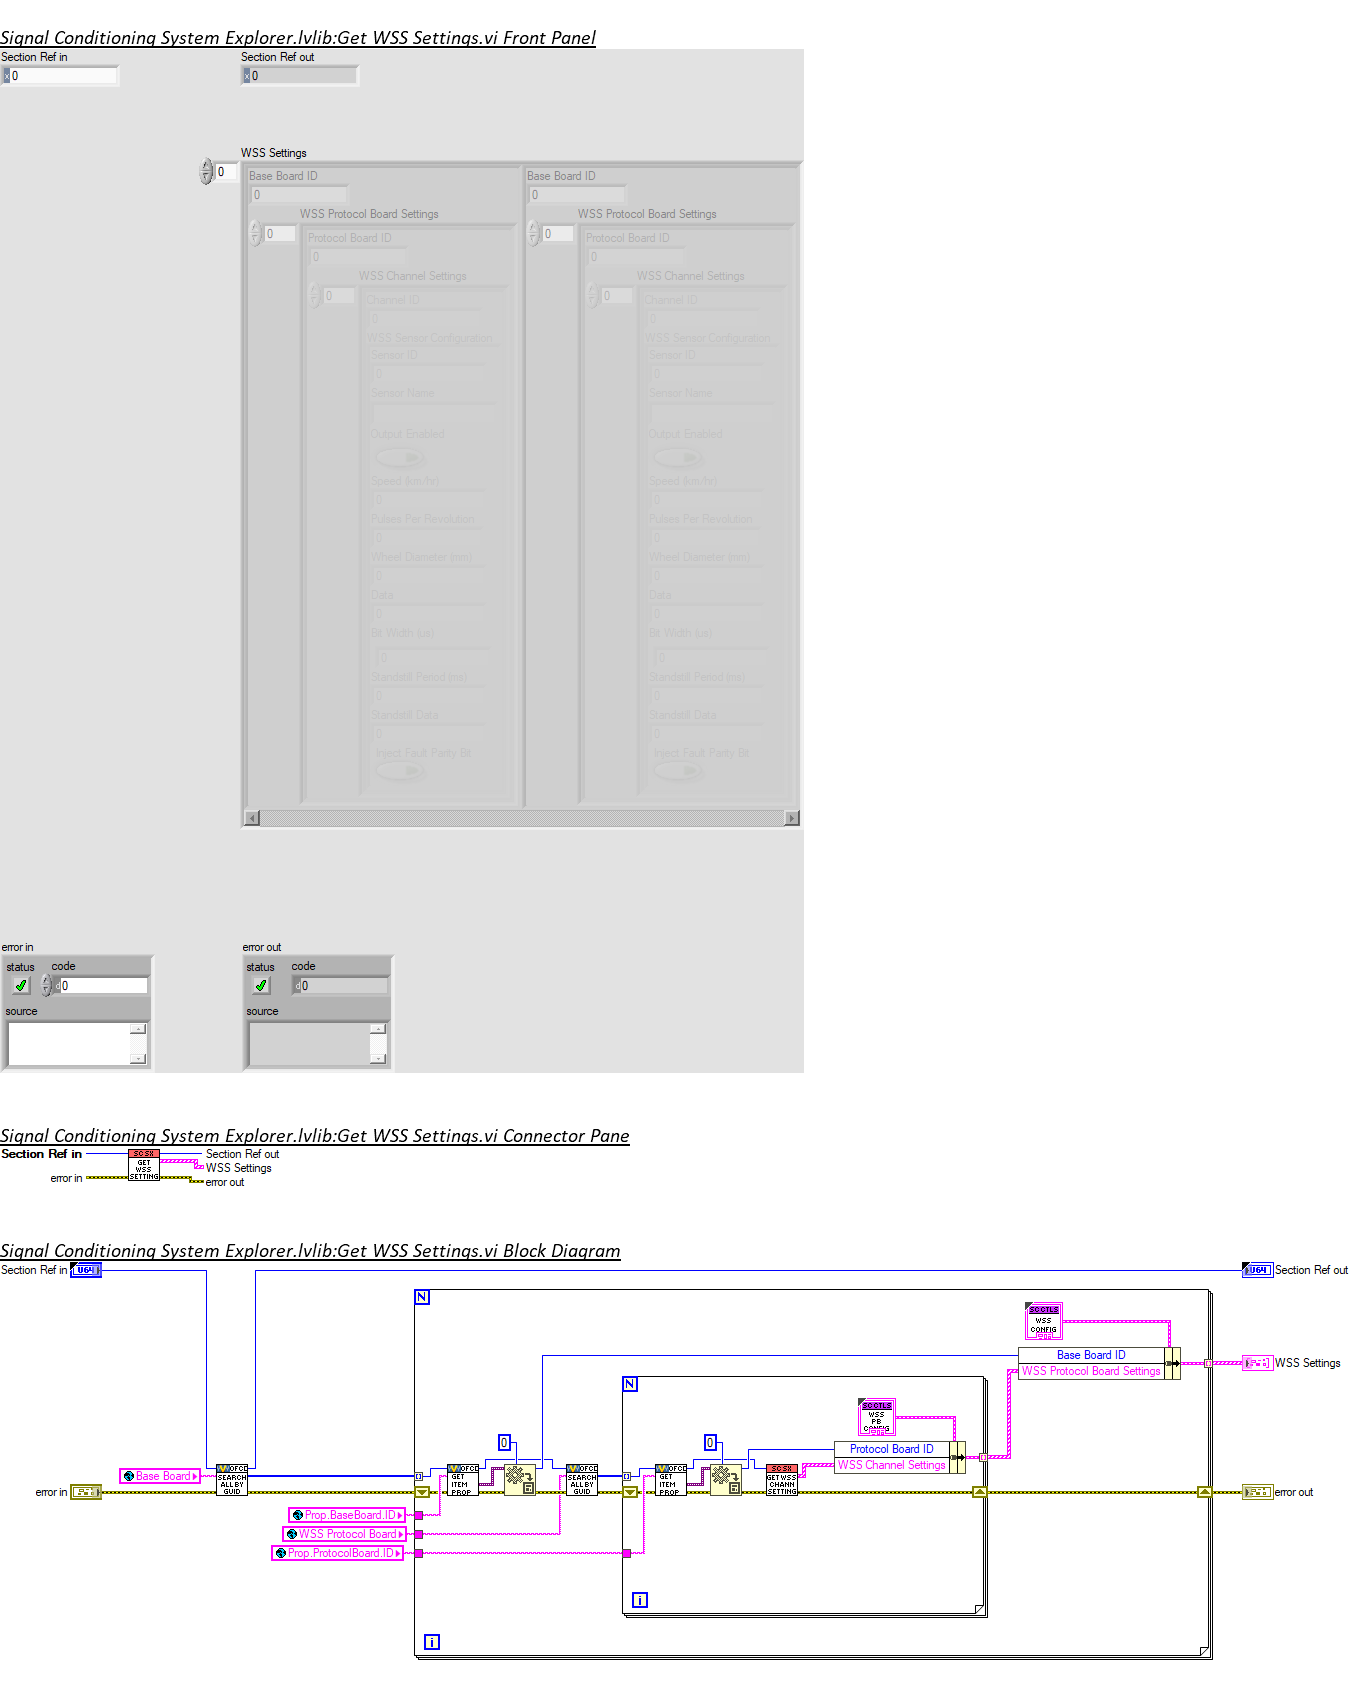 Signal Conditioning System Explorer.lvlib:Get WSS Settings.vi Front Panel
Section Ref in
Section Ref out
x 0
x 0
WSS Settings
0
Base Board ID
Base Board ID
0
0
WSS Protocol Board Settings
WSS Protocol Board Settings
0
0
Protocol Board ID
Protocol Board ID
0
0
WSS Channel Settings
WSS Channel Settings
0
0
Channel ID
Channel ID
0
0
WSS Sensor Configuration
WSS Sensor Configuration
Sensor ID
Sensor ID
0
0
Sensor Name
Sensor Name
Output Enabled
Output Enabled
Speed (km/hr)
Speed (km/hr)
0
0
Pulses Per Revolution
Pulses Per Revolution
0
0
Wheel Diameter (mm)
Wheel Diameter (mm)
0
0
Data
Data
0
0
Bit Width (us)
Bit Width (us)
0
0
Standstill Period (ms)
Standstill Period (ms)
0
0
Standstill Data
Standstill Data
0
0
Inject Fault Parity Bit
Inject Fault Parity Bit
error in
error out
status code
status code
d 0
d 0
source
source
Signal Conditioning System Explorer.lvlib:Get WSS Settings.vi Connector Pane
Section Ref in
SC SX
GET
WSS
SETTING
Section Ref out
WSS Settings
error in
error out
Signal Conditioning System Explorer.lvlib:Get WSS Settings.vi Block Diagram
Section Ref in
U64
U64
Section Ref out
N
SC CTLS
WSS
CONFIG
Base Board ID
WSS Protocol Board Settings
WSS Settings
N
SC CTLS
WSS
PB
CONFIG
0
0
Protocol Board ID
WSS Channel Settings
Base Board
OFCD
SEARCH
ALL BY
GUID
OFCD
GET
ITEM
PROP
OFCD
SEARCH
ALL BY
GUID
OFCD
GET
ITEM
PROP
SC SX
GET WSS
CHANN
SETTING
error in
error out
Prop.BaseBoard.ID
WSS Protocol Board
Prop.ProtocolBoard.ID
i
i